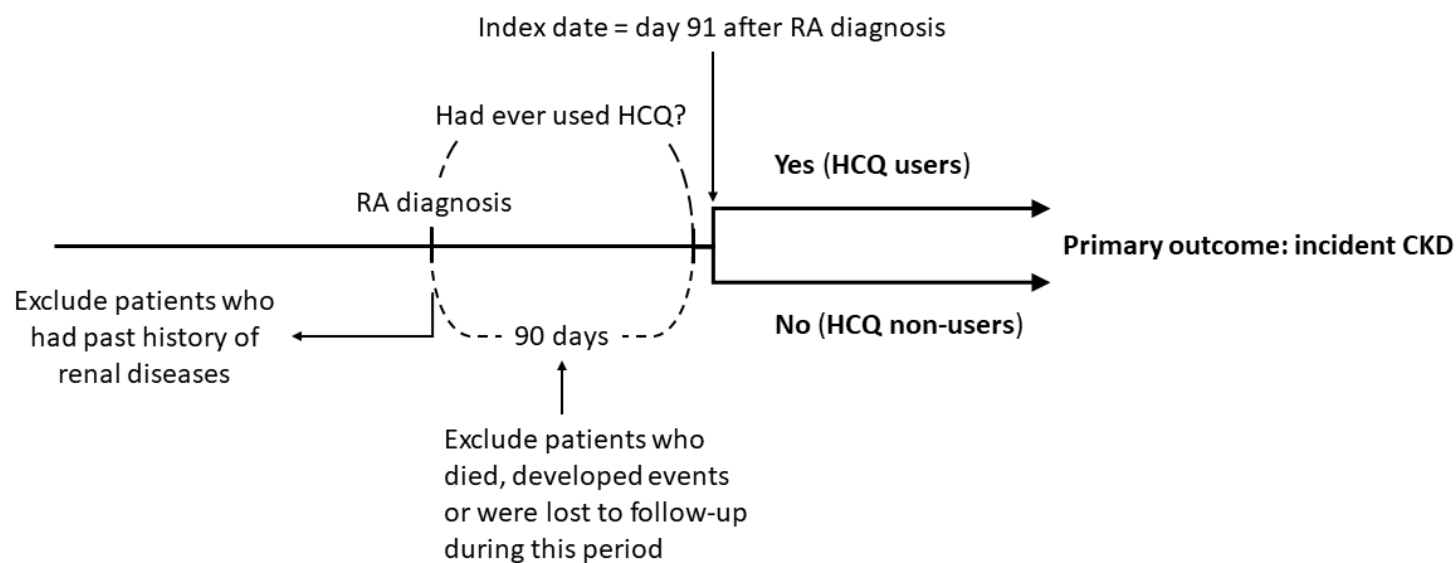 Index date = day 91 after RA diagnosis
Had ever used HCQ?
Yes (HCQ users)
RA diagnosis
Primary outcome: incident CKD
Exclude patients who
had past history of
renal diseases
90 days
No (HCQ non-users)
Exclude patients who
died, developed events
or were lost to follow-up
during this period